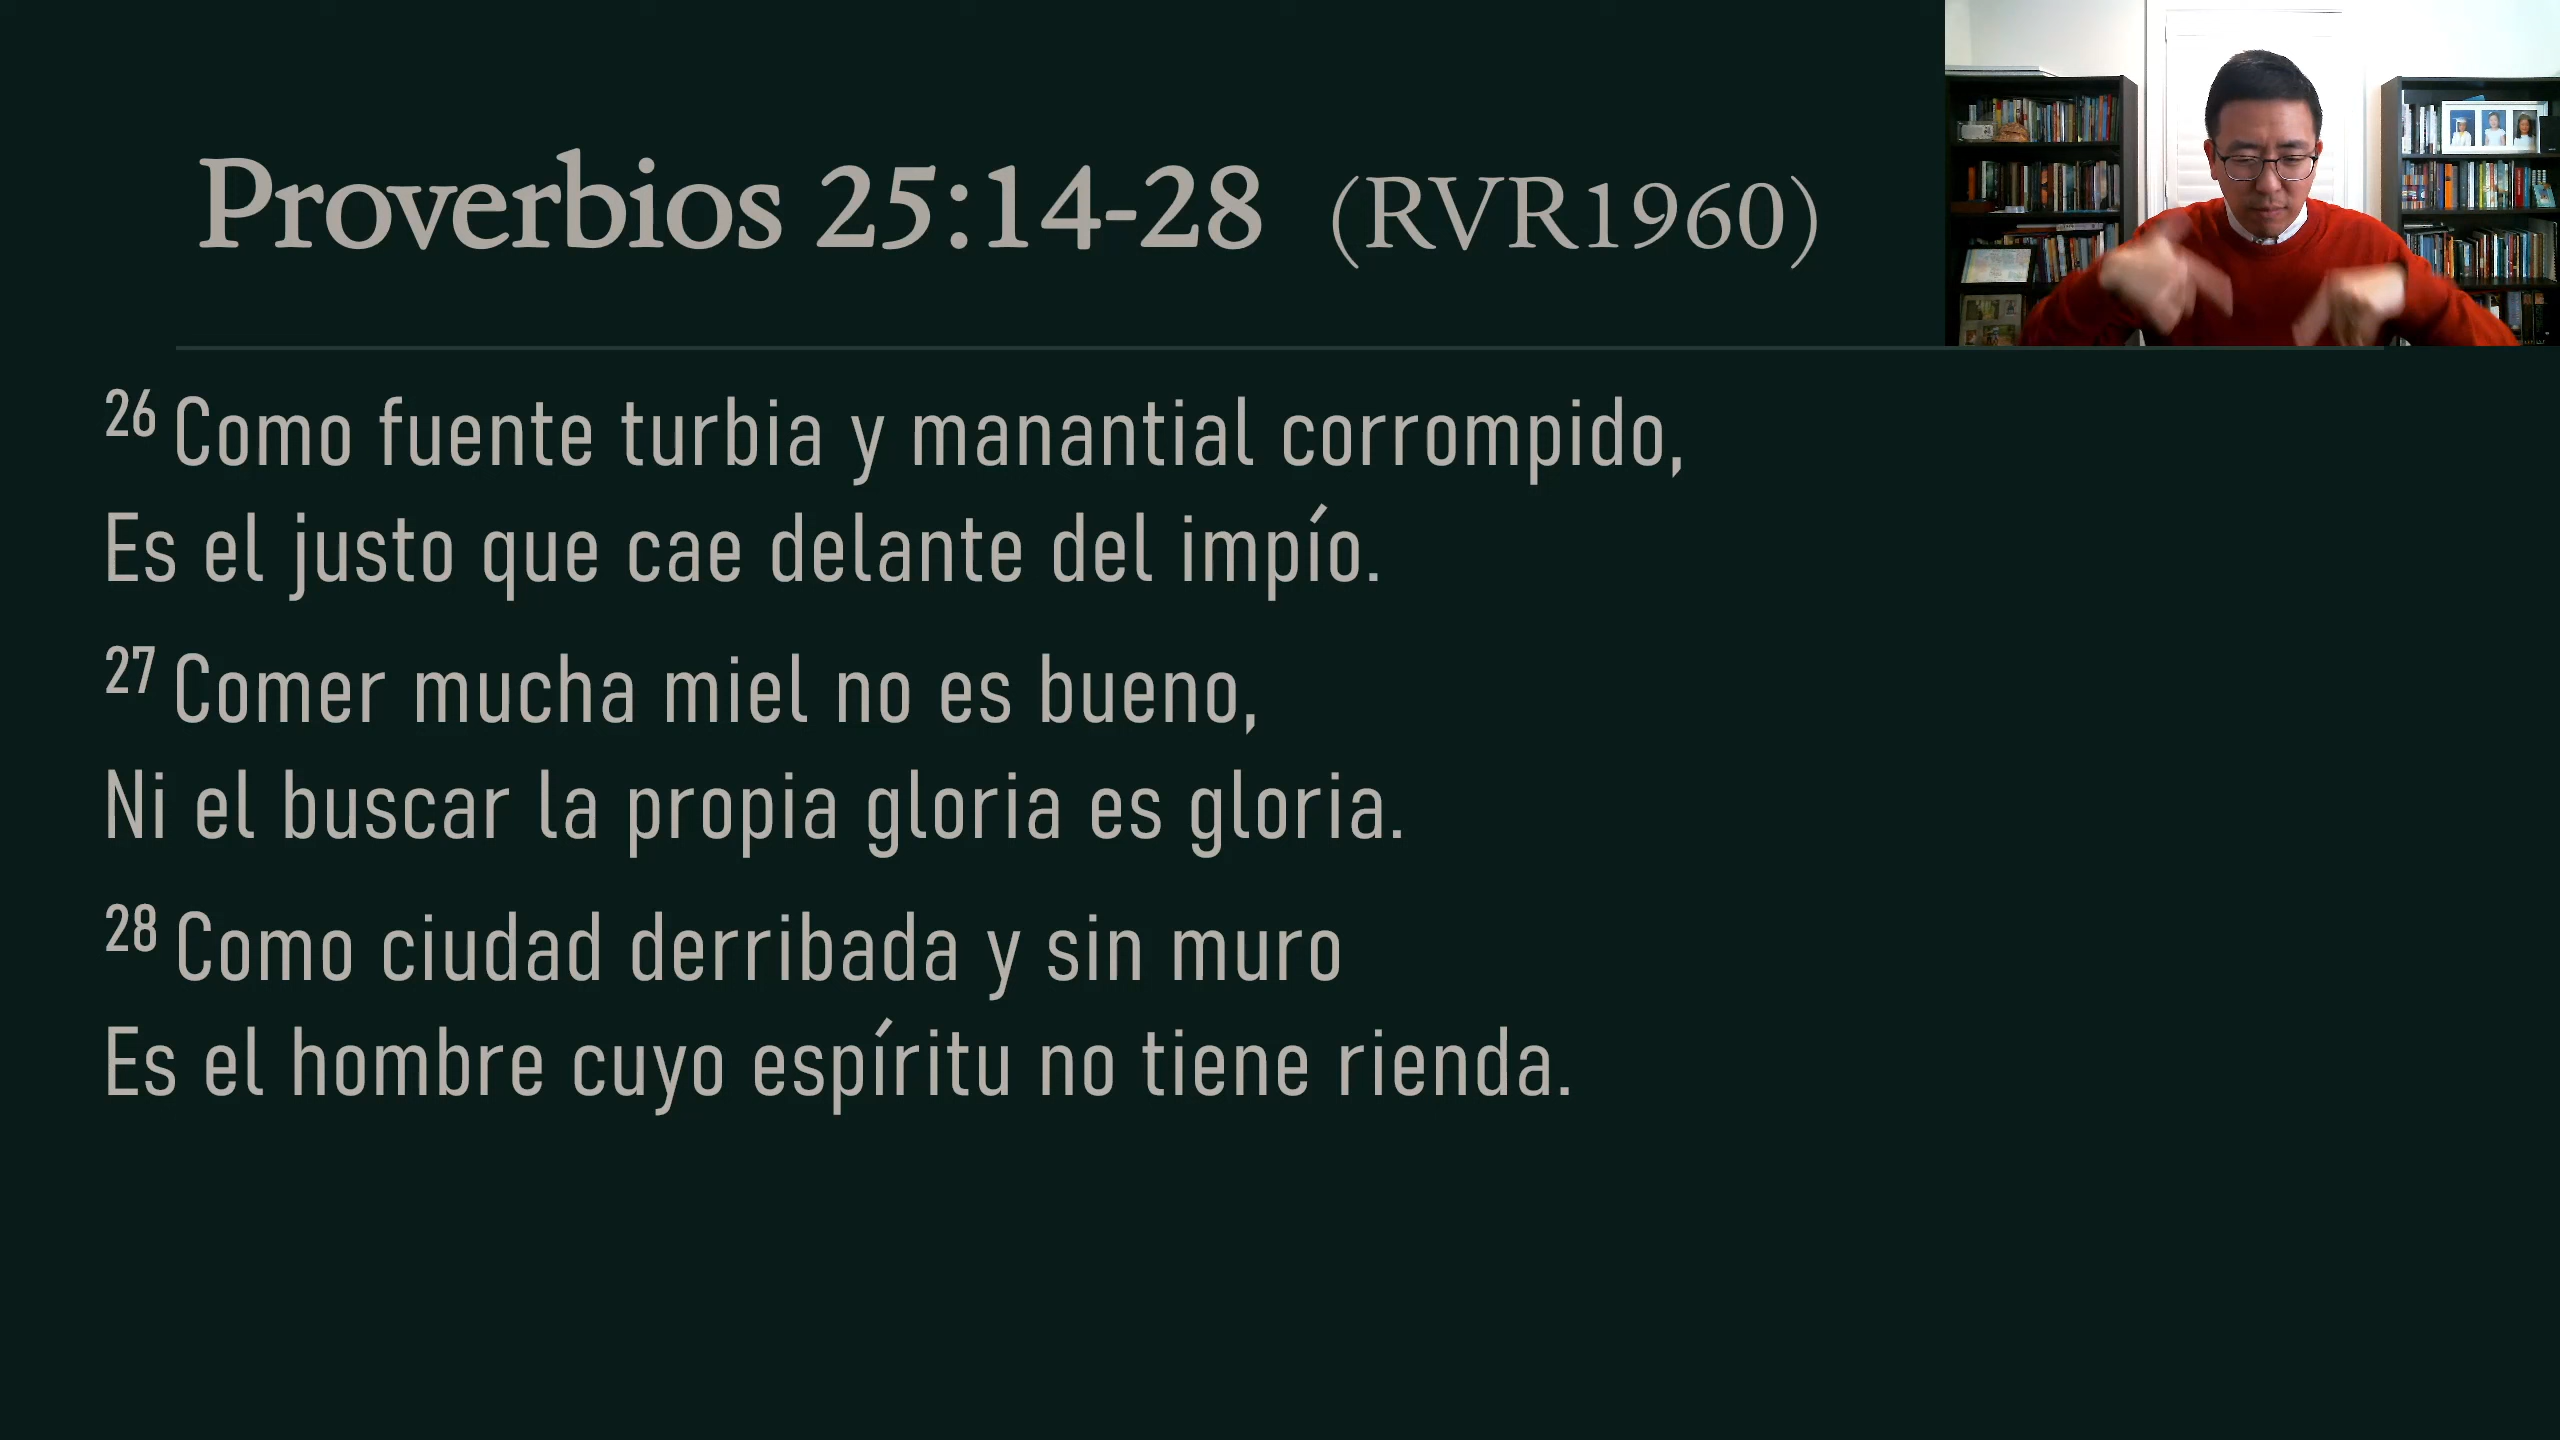 Proverbios 25:14-28 (RVR1960)
26 Como fuente turbia y manantial corrompido,
Es el justo que cae delante del impío.
27 Comer mucha miel no es bueno,
Ni el buscar la propia gloria es gloria.
28 Como ciudad derribada y sin muro
Es el hombre cuyo espíritu no tiene rienda.